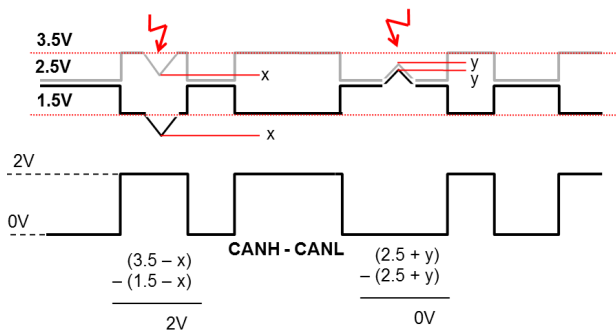 3.5V
2.5V
1.5V
x
y
y
x
2V
0V
CANH - CANL
(3.5 – x)
– (1.5 – x)
2V
(2.5 + y)
– (2.5 + y)
0V